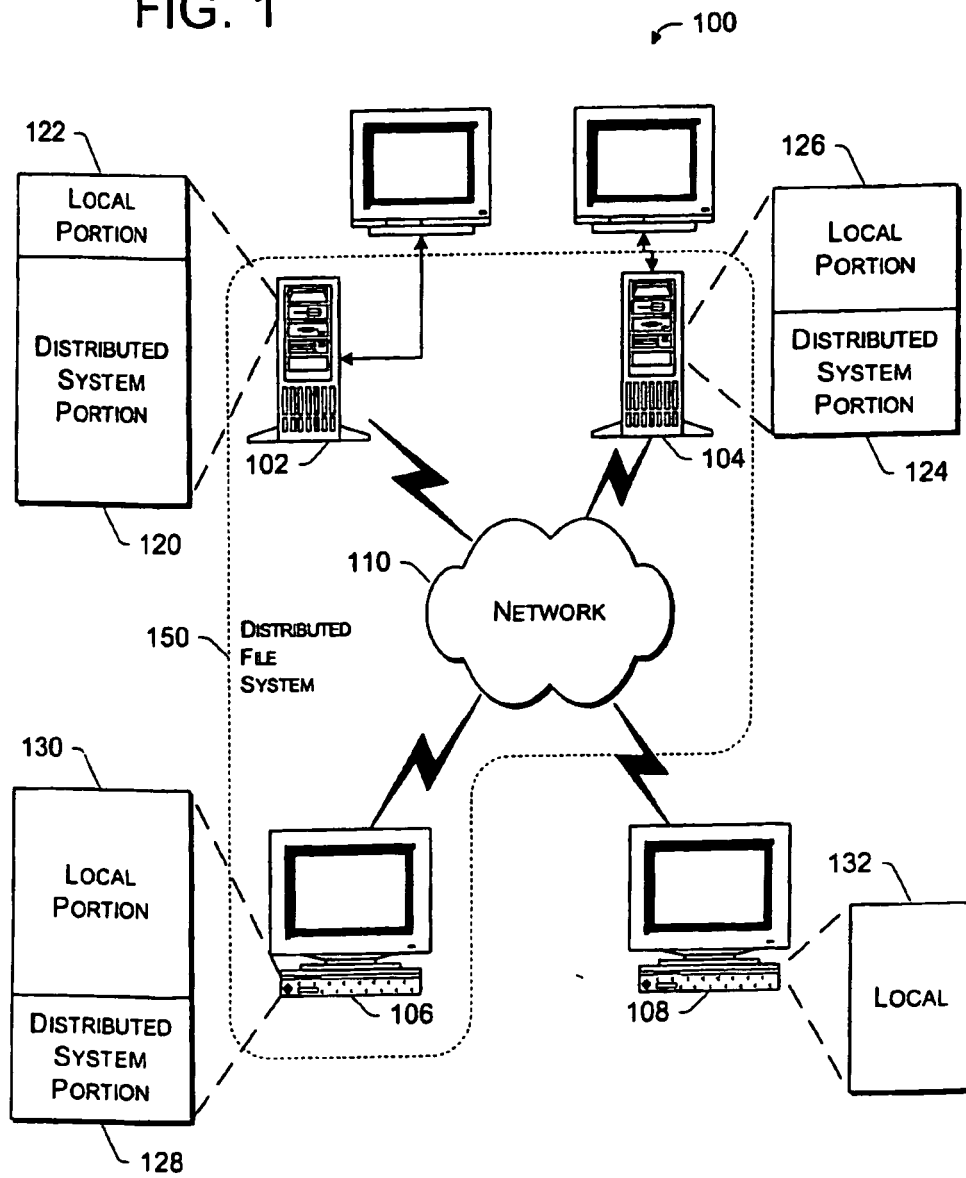 FIG. 1
100
122
LOCAL
PORTION
DISTRIBUTED
SYSTEM
PORTION
120
126
LOCAL
PORTION
DISTRIBUTED
SYSTEM
PORTION
124
102
104
110
NETWORK
150
DISTRIBUTED
FILE
SYSTEM
130
LOCAL
PORTION
DISTRIBUTED
SYSTEM
PORTION
128
106
108
132
LOCAL